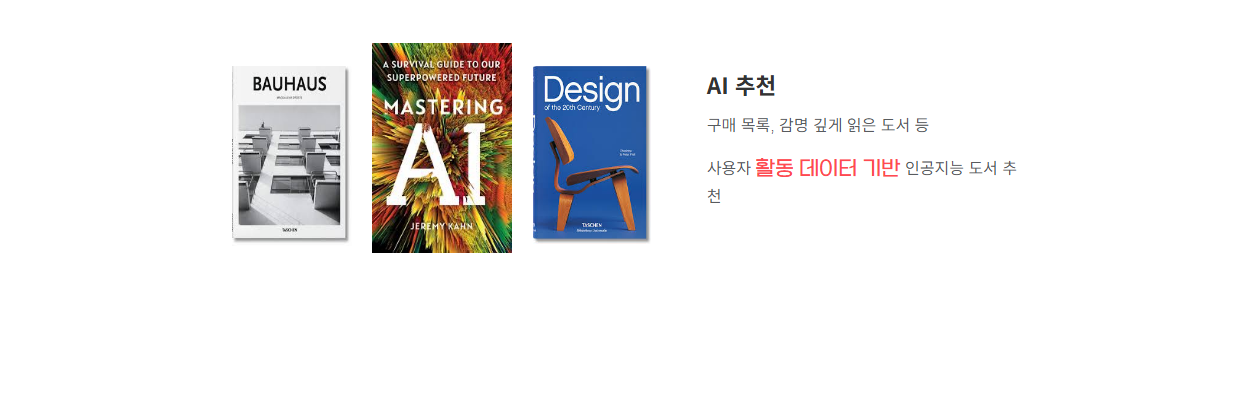 BAUHAUS
TASCHEN
A SURVIVAL GUIDE TO OUR
SUPERPOWERED FUTURE
MASTERING
AI
JEREMY KAHN
Design
of the 20th Century
TASCHEN
AI 추천
구매 목록, 감명 깊게 읽은 도서 등
사용자 활동 데이터 기반 인공지능 도서 추
천